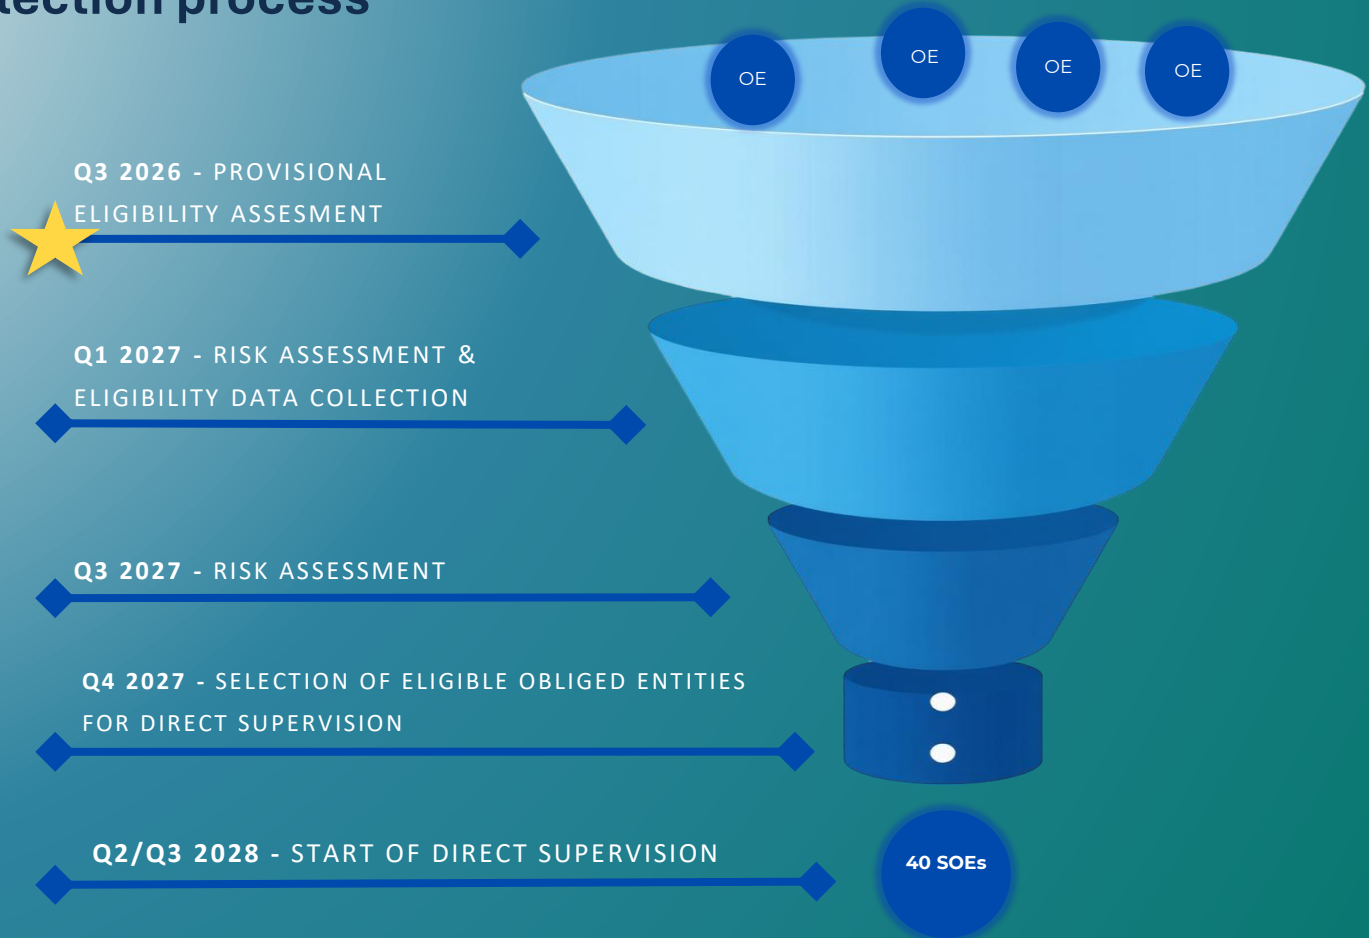 process
OE
OE
OE
OE
Q3 2026 - PROVISIONAL
ELIGIBILITY ASSESMENT
Q1 2027 - RISK ASSESSMENT &
ELIGIBILITY DATA COLLECTION
Q3 2027 - RISK ASSESSMENT
Q4 2027 - SELECTION OF ELIGIBLE OBLIGED ENTITIES
FOR DIRECT SUPERVISION
Q2/Q3 2028 - START OF DIRECT SUPERVISION
40 SOEs